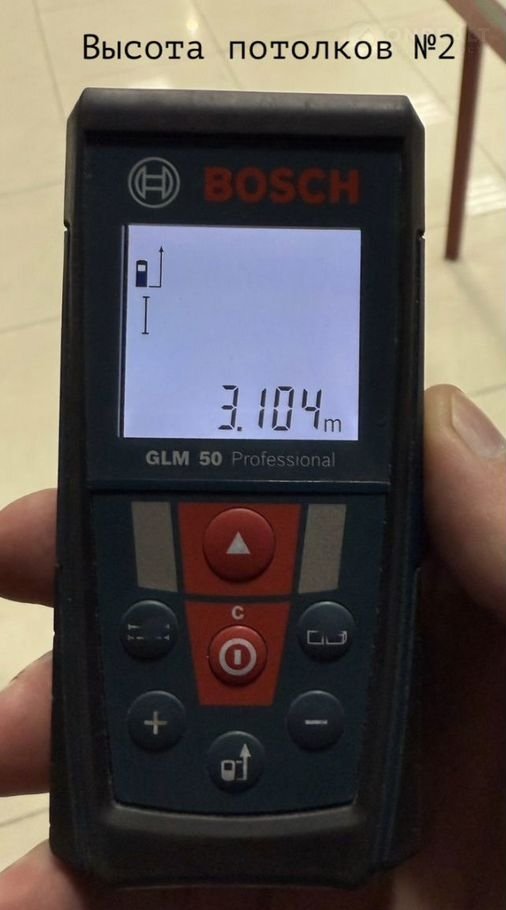 Высота потолков №2
BOSCH
3.104m
GLM 50 Professional
C